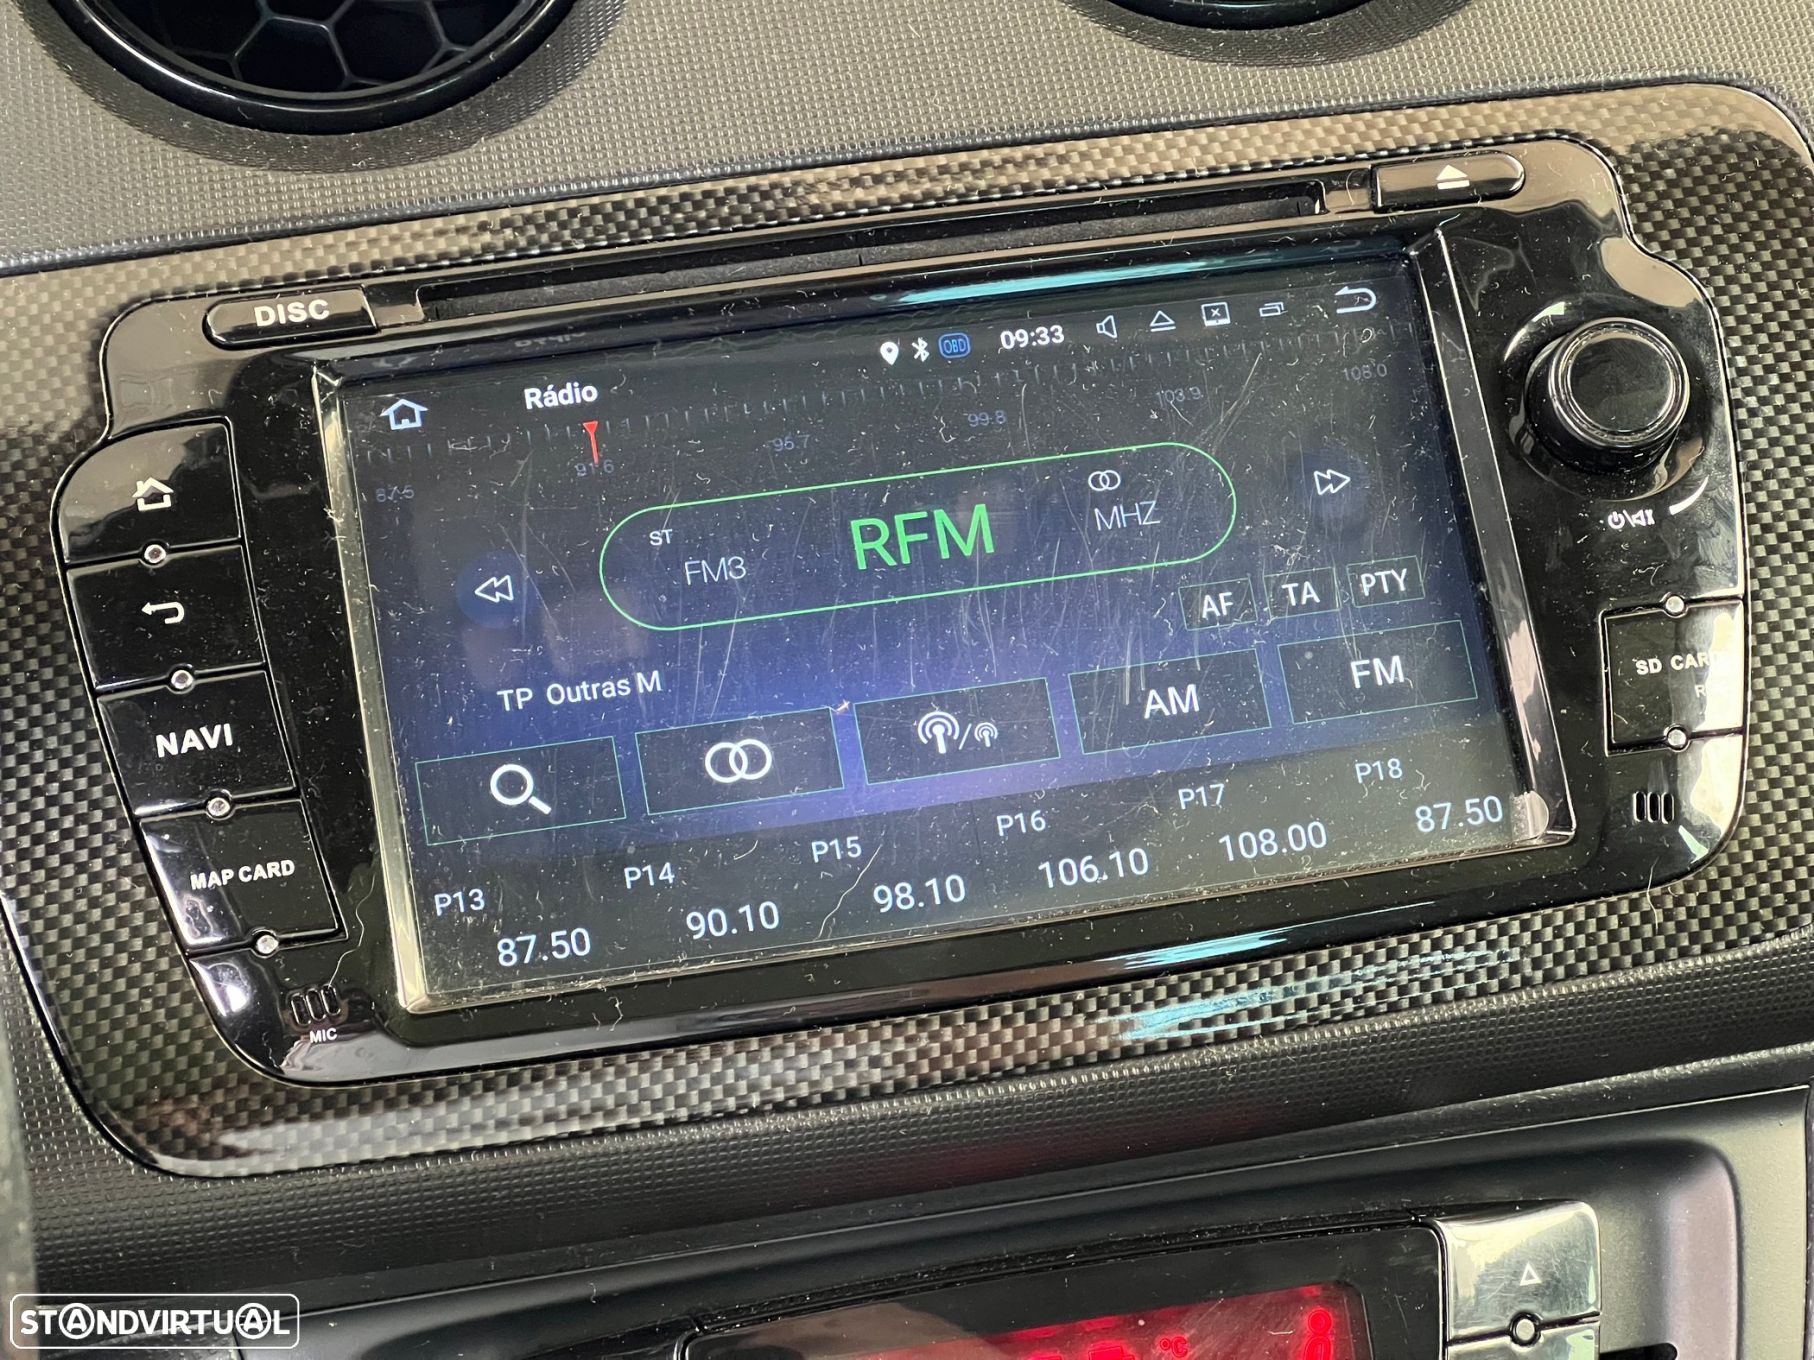 DISC
Rádio
OBD
09:33
87.5
91.6
95.7
99.8
103.9
108.0
ST
FM3
RFM
MHZ
AF
TA
PTY
TP Outras M
AM
FM
P13
P14
P15
P16
P17
P18
87.50
90.10
98.10
106.10
108.00
87.50
NAVI
MAP CARD
MIC
SD CARD
°C
STANDVIRTUAL